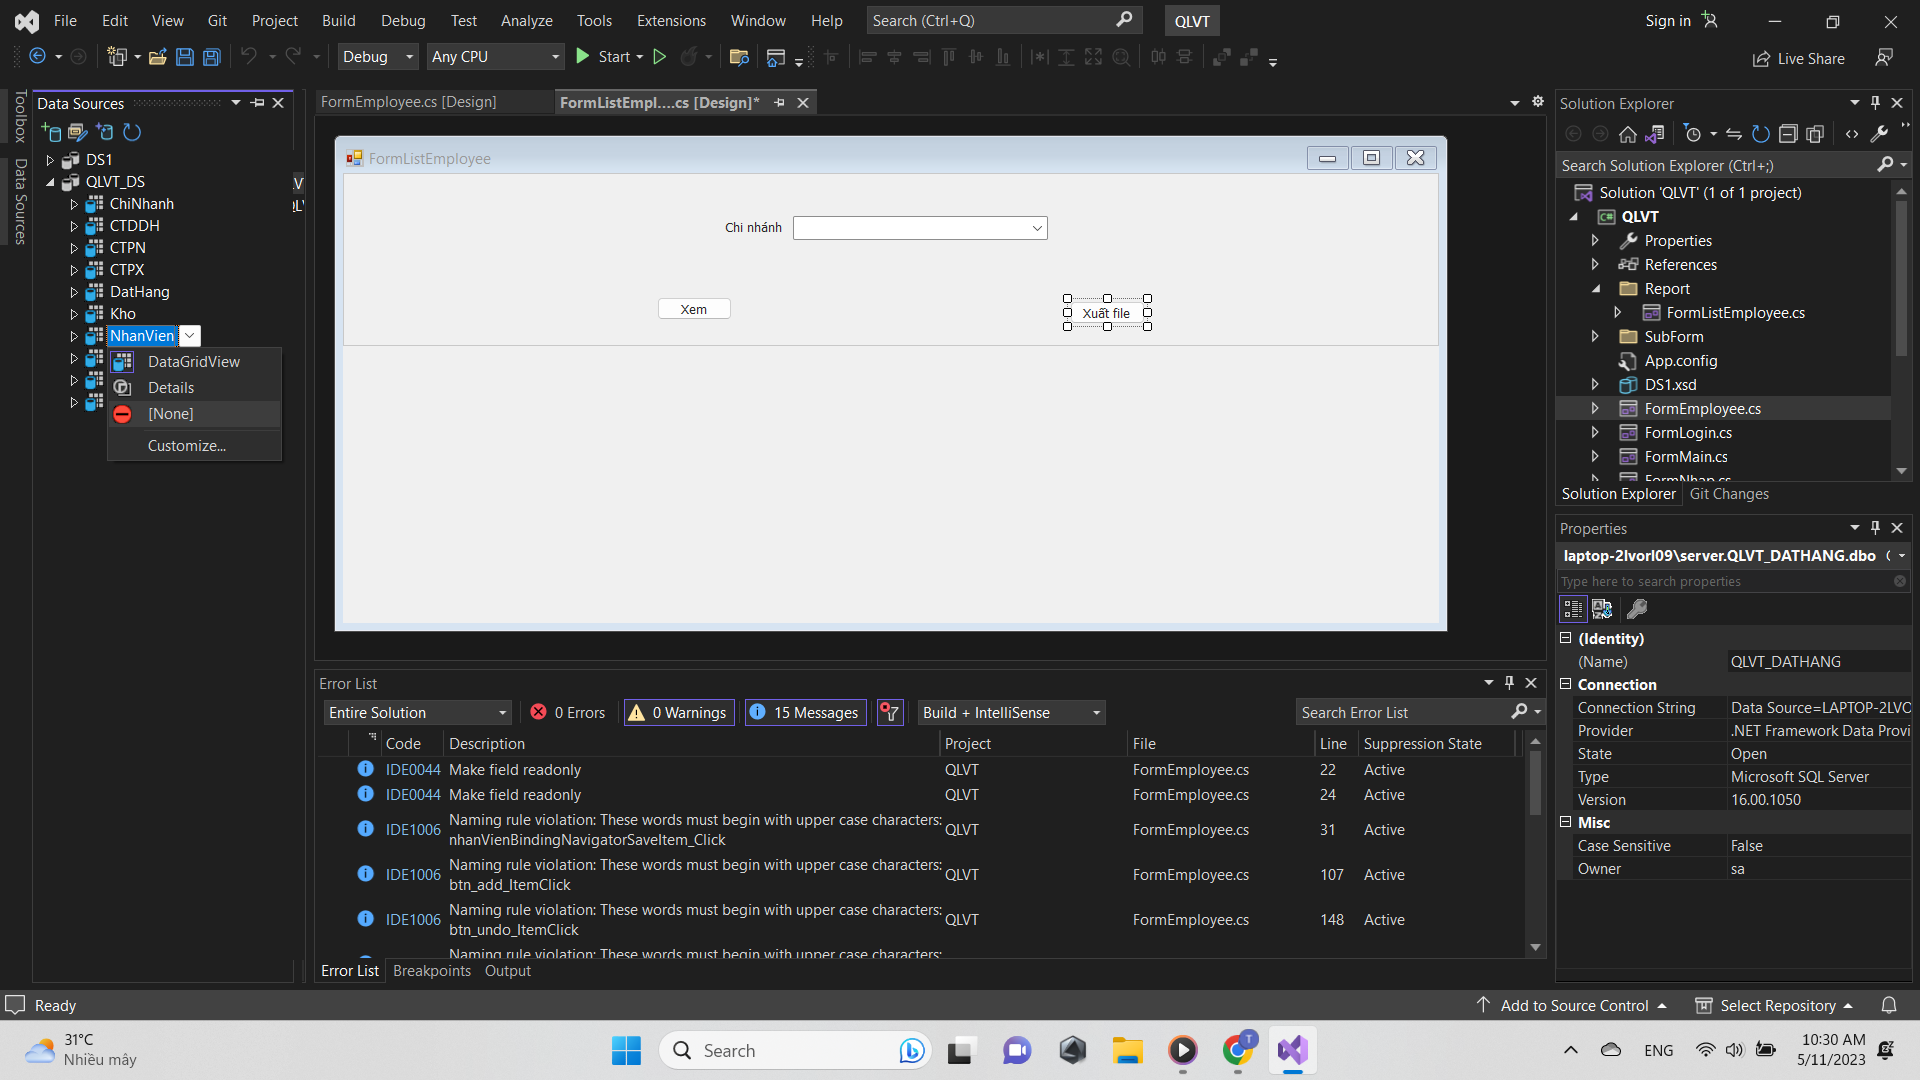 File Edit View Git Project Build Debug Test Analyze Tools Extensions Window Help Search (Ctrl+Q) QLVT Sign in
Debug Any CPU Start Live Share
Toolbox
Data Sources
Data Sources
DS1
QLVT_DS
ChiNhanh
CTDDH
CTPN
CTPX
DatHang
Kho
NhanVien
DataGridView
Details
[None]
Customize...
FormEmployee.cs [Design]
FormListEmpl....cs [Design]*
FormListEmployee
Chi nhánh
Xem
Xuất file
Error List
Entire Solution 0 Errors 0 Warnings 15 Messages Build + IntelliSense Search Error List
Code Description Project File Line Suppression State
IDE0044 Make field readonly QLVT FormEmployee.cs 22 Active
IDE0044 Make field readonly QLVT FormEmployee.cs 24 Active
IDE1006 Naming rule violation: These words must begin with upper case characters: nhanVienBindingNavigatorSaveItem_Click QLVT FormEmployee.cs 31 Active
IDE1006 Naming rule violation: These words must begin with upper case characters: btn_add_ItemClick QLVT FormEmployee.cs 107 Active
IDE1006 Naming rule violation: These words must begin with upper case characters: btn_undo_ItemClick QLVT FormEmployee.cs 148 Active
Naming rule violation: These words must begin with upper case characters:
Error List Breakpoints Output
Solution Explorer
Search Solution Explorer (Ctrl+;)
Solution 'QLVT' (1 of 1 project)
QLVT
Properties
References
Report
FormListEmployee.cs
SubForm
App.config
DS1.xsd
FormEmployee.cs
FormLogin.cs
FormMain.cs
FormNhap.cs
Solution Explorer Git Changes
Properties
laptop-2lvorl09\server.QLVT_DATHANG.dbo
Type here to search properties
(Identity)
(Name) QLVT_DATHANG
Connection
Connection String Data Source=LAPTOP-2LVO
Provider .NET Framework Data Provi
State Open
Type Microsoft SQL Server
Version 16.00.1050
Misc
Case Sensitive False
Owner sa
Ready Add to Source Control Select Repository
31°C
Nhiều mây
Search
T
ENG
10:30 AM
5/11/2023